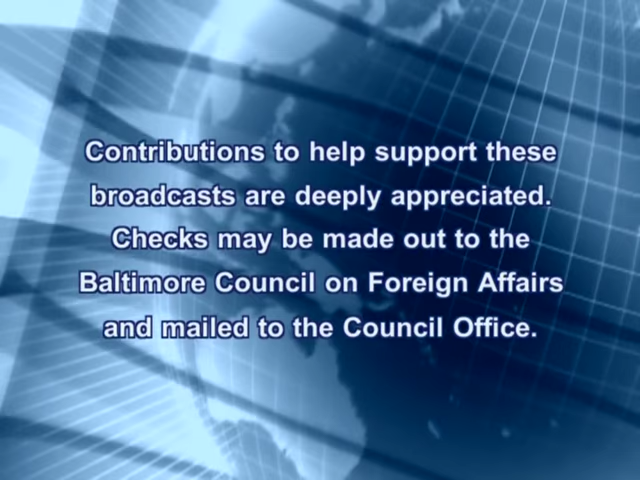 Contributions to help support these
broadcasts are deeply appreciated.
Checks may be made out to the
Baltimore Council on Foreign Affairs
and mailed to the Council Office.